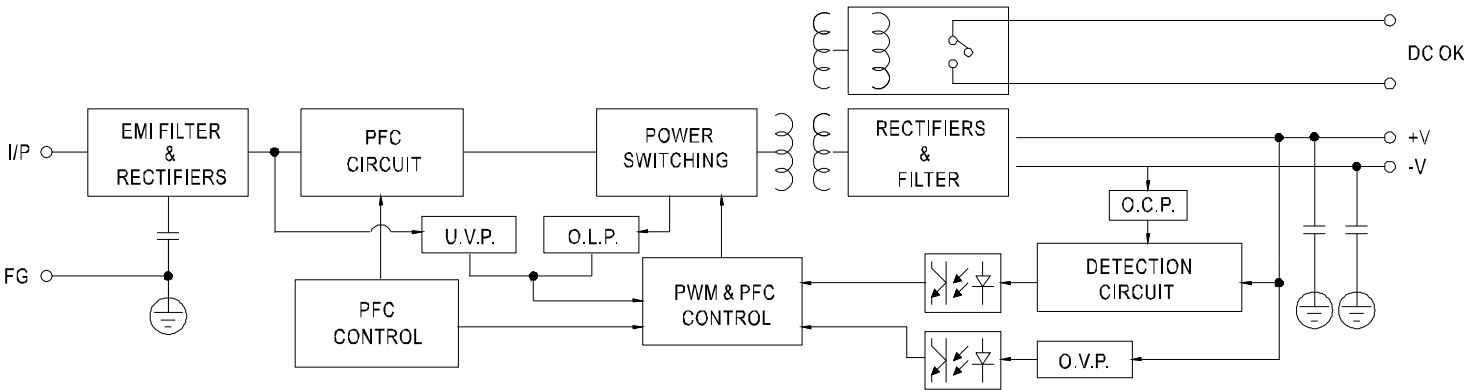 DC OK
I/P
EMI FILTER
&
RECTIFIERS
PFC
CIRCUIT
POWER
SWITCHING
RECTIFIERS
&
FILTER
+V
-V
O.C.P.
U.V.P.
O.L.P.
FG
PFC
CONTROL
PWM & PFC
CONTROL
DETECTION
CIRCUIT
O.V.P.